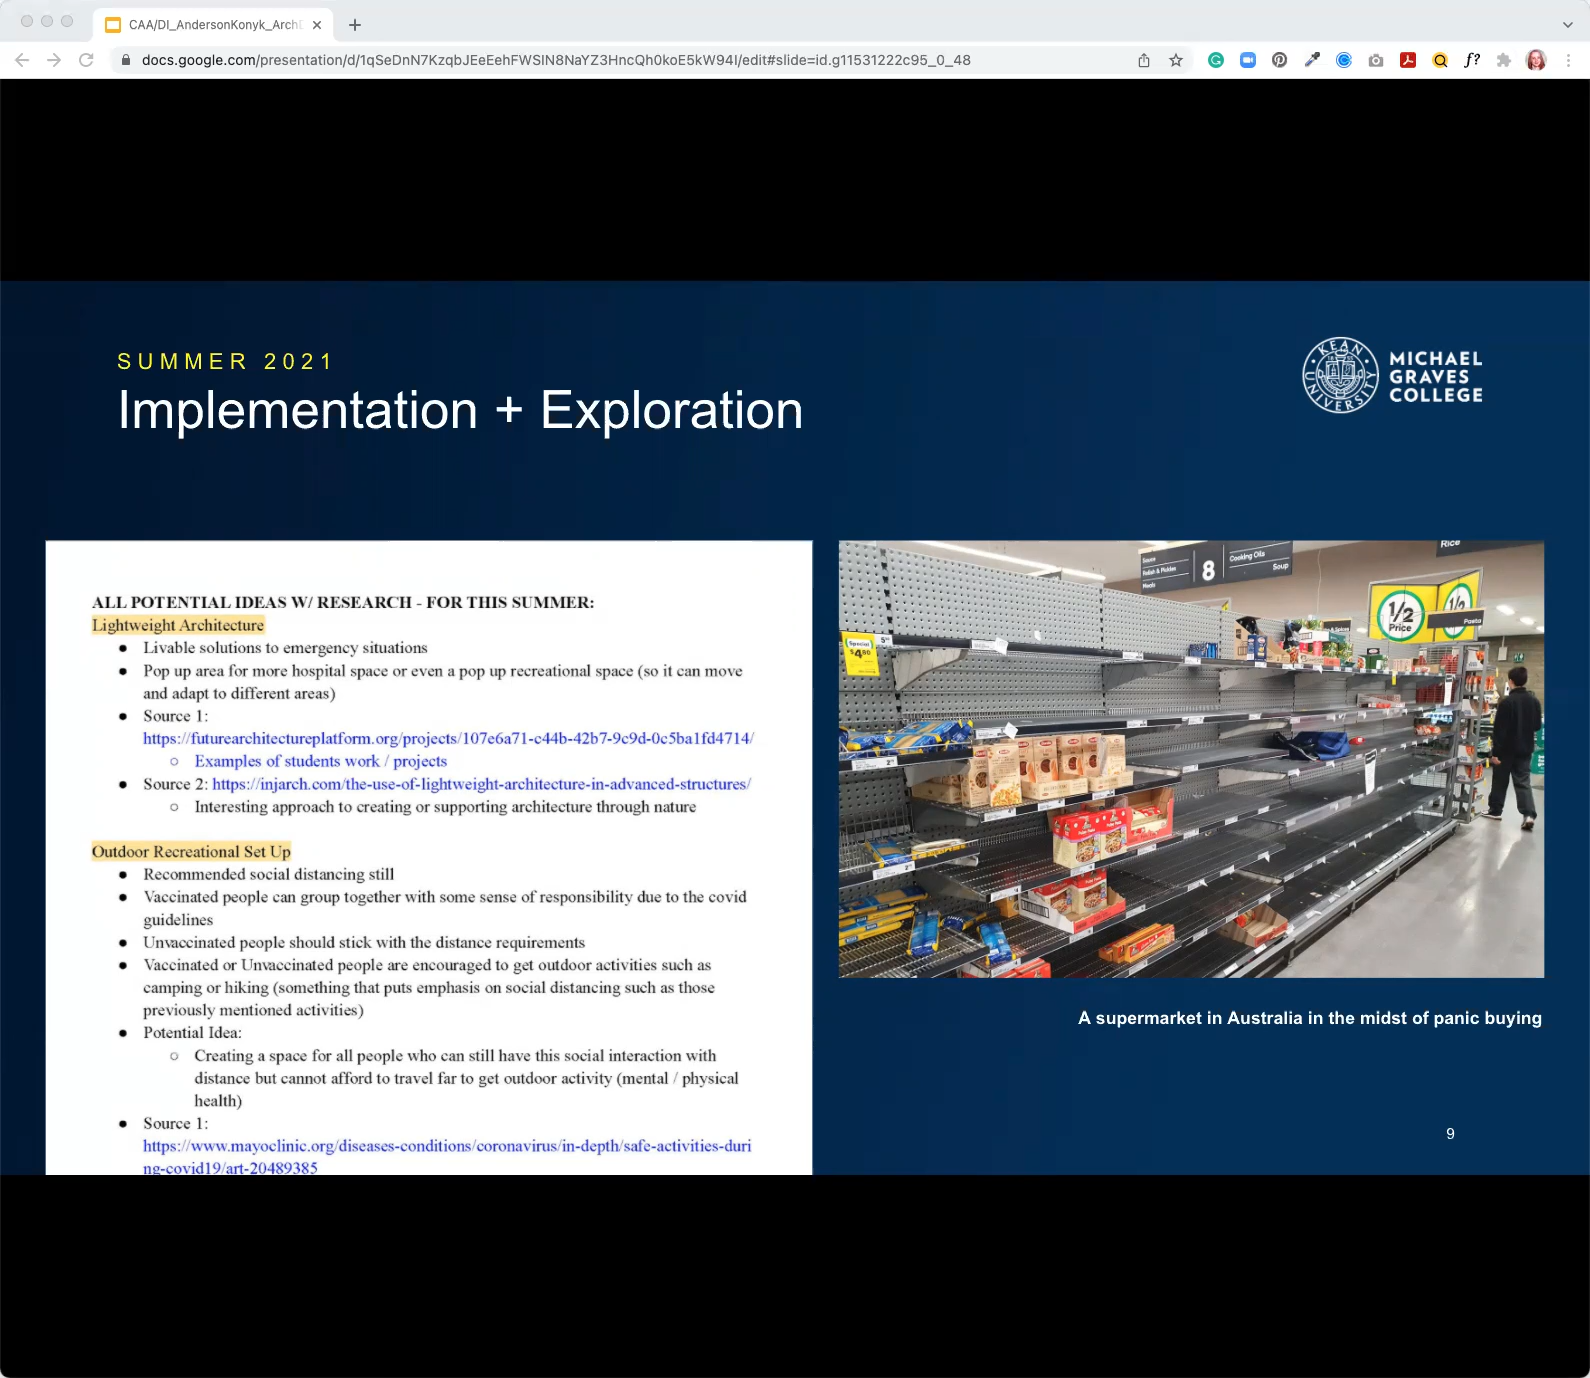 CAA/DI_AndersonKonyk_Arch
docs.google.com/presentation/d/1qSeDnN7KzqbJEeEehFWSIN8NaYZ3HncQh0koE5kW94I/edit#slide=id.g11531222c95_0_48
SUMMER 2021
Implementation + Exploration
KEAN UNIVERSITY
MICHAEL
GRAVES
COLLEGE
ALL POTENTIAL IDEAS W/ RESEARCH - FOR THIS SUMMER:
Lightweight Architecture
● Livable solutions to emergency situations
● Pop up area for more hospital space or even a pop up recreational space (so it can move
and adapt to different areas)
● Source 1:
https://futurearchitectureplatform.org/projects/107e6a71-c44b-42b7-9c9d-0c5ba1fd4714/
○ Examples of students work / projects
● Source 2: https://injarch.com/the-use-of-lightweight-architecture-in-advanced-structures/
○ Interesting approach to creating or supporting architecture through nature
Outdoor Recreational Set Up
● Recommended social distancing still
● Vaccinated people can group together with some sense of responsibility due to the covid
guidelines
● Unvaccinated people should stick with the distance requirements
● Vaccinated or Unvaccinated people are encouraged to get outdoor activities such as
camping or hiking (something that puts emphasis on social distancing such as those
previously mentioned activities)
● Potential Idea:
○ Creating a space for all people who can still have this social interaction with
distance but cannot afford to travel far to get outdoor activity (mental / physical
health)
● Source 1:
https://www.mayoclinic.org/diseases-conditions/coronavirus/in-depth/safe-activities-duri
ng-covid19/art-20489385
Relish & Pickles
Meals
8
Cooking Oils
Soup
Rice
1/2
Price
1/2
Pasta
Special
$4.80
A supermarket in Australia in the midst of panic buying
9